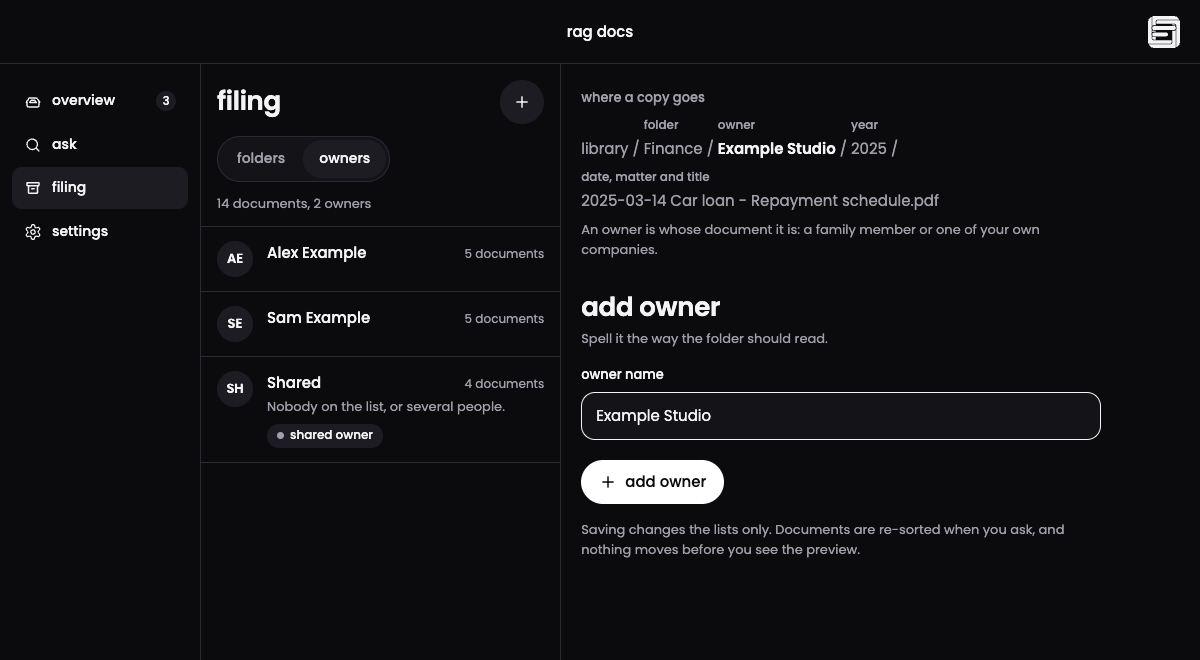 rag docs
overview 3
ask
filing
settings
filing
folders owners
14 documents, 2 owners
AE Alex Example 5 documents
SE Sam Example 5 documents
SH Shared 4 documents
Nobody on the list, or several people.
shared owner
where a copy goes
folder owner year
library / Finance / Example Studio / 2025 /
date, matter and title
2025-03-14 Car loan - Repayment schedule.pdf
An owner is whose document it is: a family member or one of your own
companies.
add owner
Spell it the way the folder should read.
owner name
Example Studio
+ add owner
Saving changes the lists only. Documents are re-sorted when you ask, and
nothing moves before you see the preview.